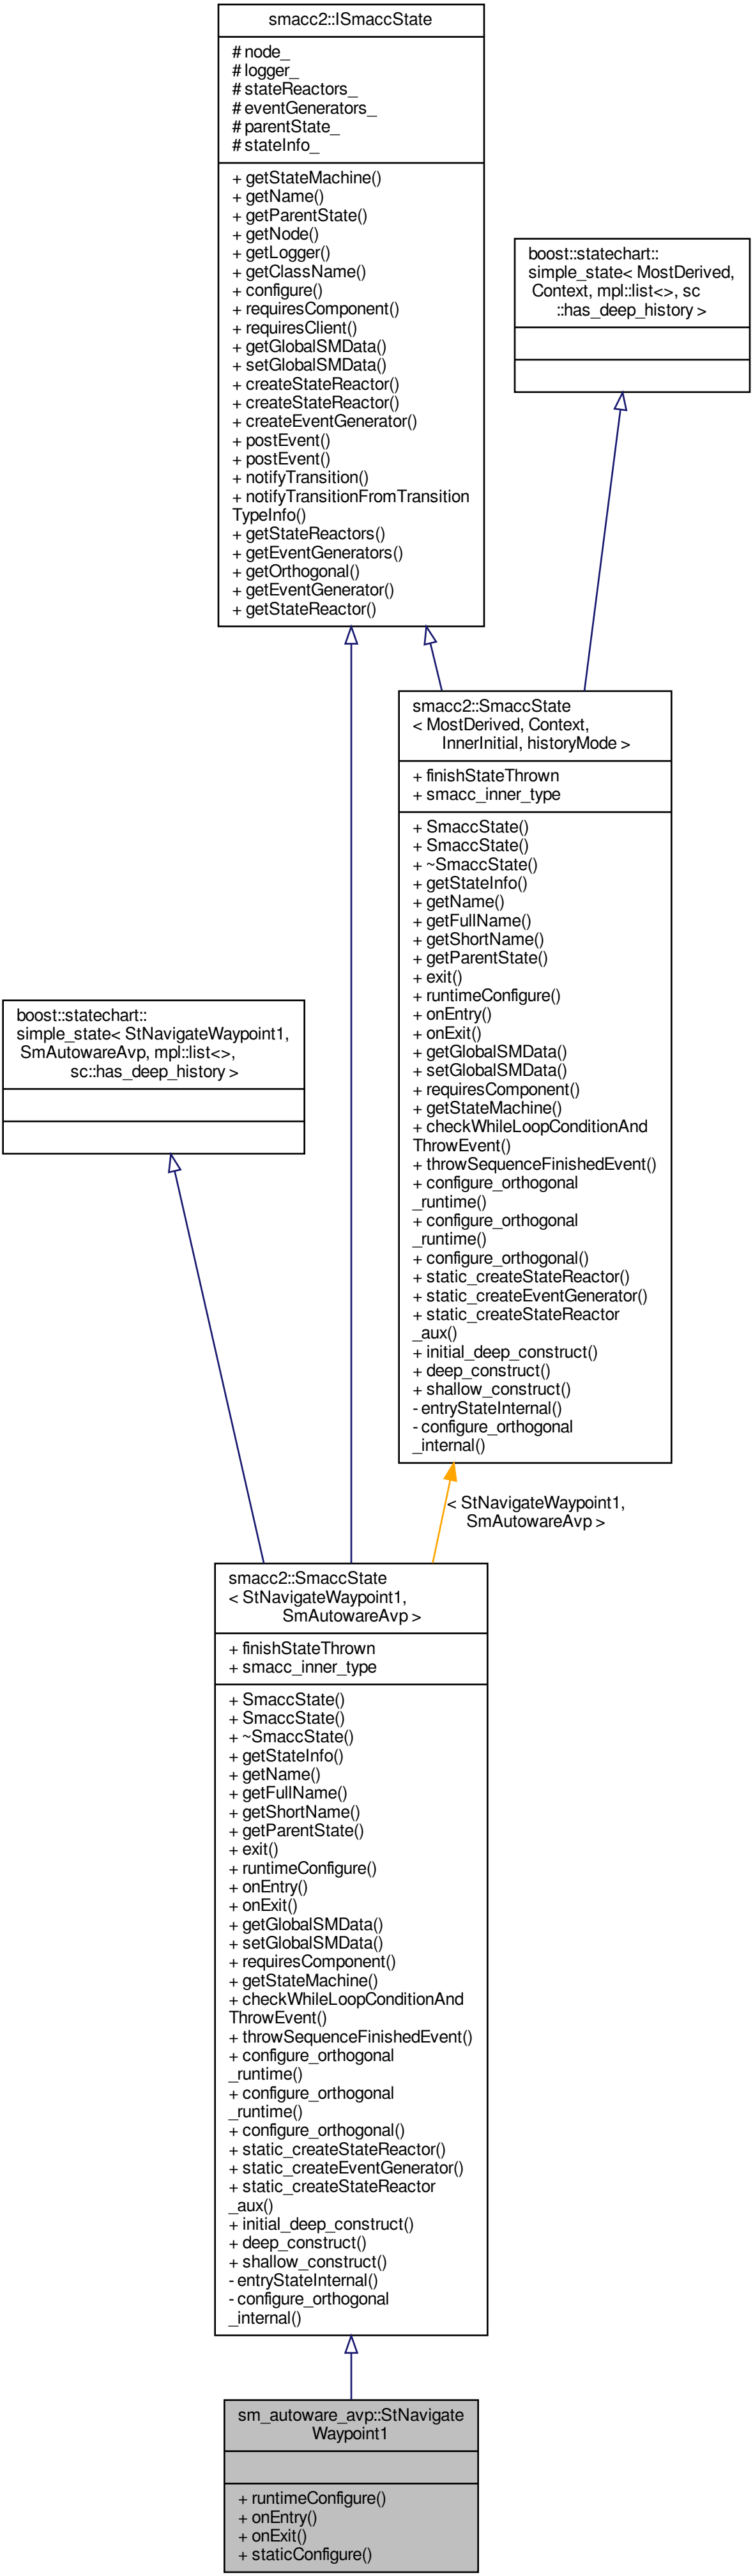 smacc2::ISmaccState
# node_
# logger_
# stateReactors_
# eventGenerators_
# parentState_
# stateInfo_
+ getStateMachine()
+ getName()
+ getParentState()
+ getNode()
+ getLogger()
+ getClassName()
+ configure()
+ requiresComponent()
+ requiresClient()
+ getGlobalSMData()
+ setGlobalSMData()
+ createStateReactor()
+ createStateReactor()
+ createEventGenerator()
+ postEvent()
+ postEvent()
+ notifyTransition()
+ notifyTransitionFromTransition
TypeInfo()
+ getStateReactors()
+ getEventGenerators()
+ getOrthogonal()
+ getEventGenerator()
+ getStateReactor()
boost::statechart::
simple_state< MostDerived,
Context, mpl::list<>, sc
::has_deep_history >
smacc2::SmaccState
< MostDerived, Context,
InnerInitial, historyMode >
+ finishStateThrown
+ smacc_inner_type
+ SmaccState()
+ SmaccState()
+ ~SmaccState()
+ getStateInfo()
+ getName()
+ getFullName()
+ getShortName()
+ getParentState()
+ exit()
+ runtimeConfigure()
+ onEntry()
+ onExit()
+ getGlobalSMData()
+ setGlobalSMData()
+ requiresComponent()
+ getStateMachine()
+ checkWhileLoopConditionAnd
ThrowEvent()
+ throwSequenceFinishedEvent()
+ configure_orthogonal
_runtime()
+ configure_orthogonal
_runtime()
+ configure_orthogonal()
+ static_createStateReactor()
+ static_createEventGenerator()
+ static_createStateReactor
_aux()
+ initial_deep_construct()
+ deep_construct()
+ shallow_construct()
- entryStateInternal()
- configure_orthogonal
_internal()
boost::statechart::
simple_state< StNavigateWaypoint1,
SmAutowareAvp, mpl::list<>,
sc::has_deep_history >
< StNavigateWaypoint1,
SmAutowareAvp >
smacc2::SmaccState
< StNavigateWaypoint1,
SmAutowareAvp >
+ finishStateThrown
+ smacc_inner_type
+ SmaccState()
+ SmaccState()
+ ~SmaccState()
+ getStateInfo()
+ getName()
+ getFullName()
+ getShortName()
+ getParentState()
+ exit()
+ runtimeConfigure()
+ onEntry()
+ onExit()
+ getGlobalSMData()
+ setGlobalSMData()
+ requiresComponent()
+ getStateMachine()
+ checkWhileLoopConditionAnd
ThrowEvent()
+ throwSequenceFinishedEvent()
+ configure_orthogonal
_runtime()
+ configure_orthogonal
_runtime()
+ configure_orthogonal()
+ static_createStateReactor()
+ static_createEventGenerator()
+ static_createStateReactor
_aux()
+ initial_deep_construct()
+ deep_construct()
+ shallow_construct()
- entryStateInternal()
- configure_orthogonal
_internal()
sm_autoware_avp::StNavigate
Waypoint1
+ runtimeConfigure()
+ onEntry()
+ onExit()
+ staticConfigure()